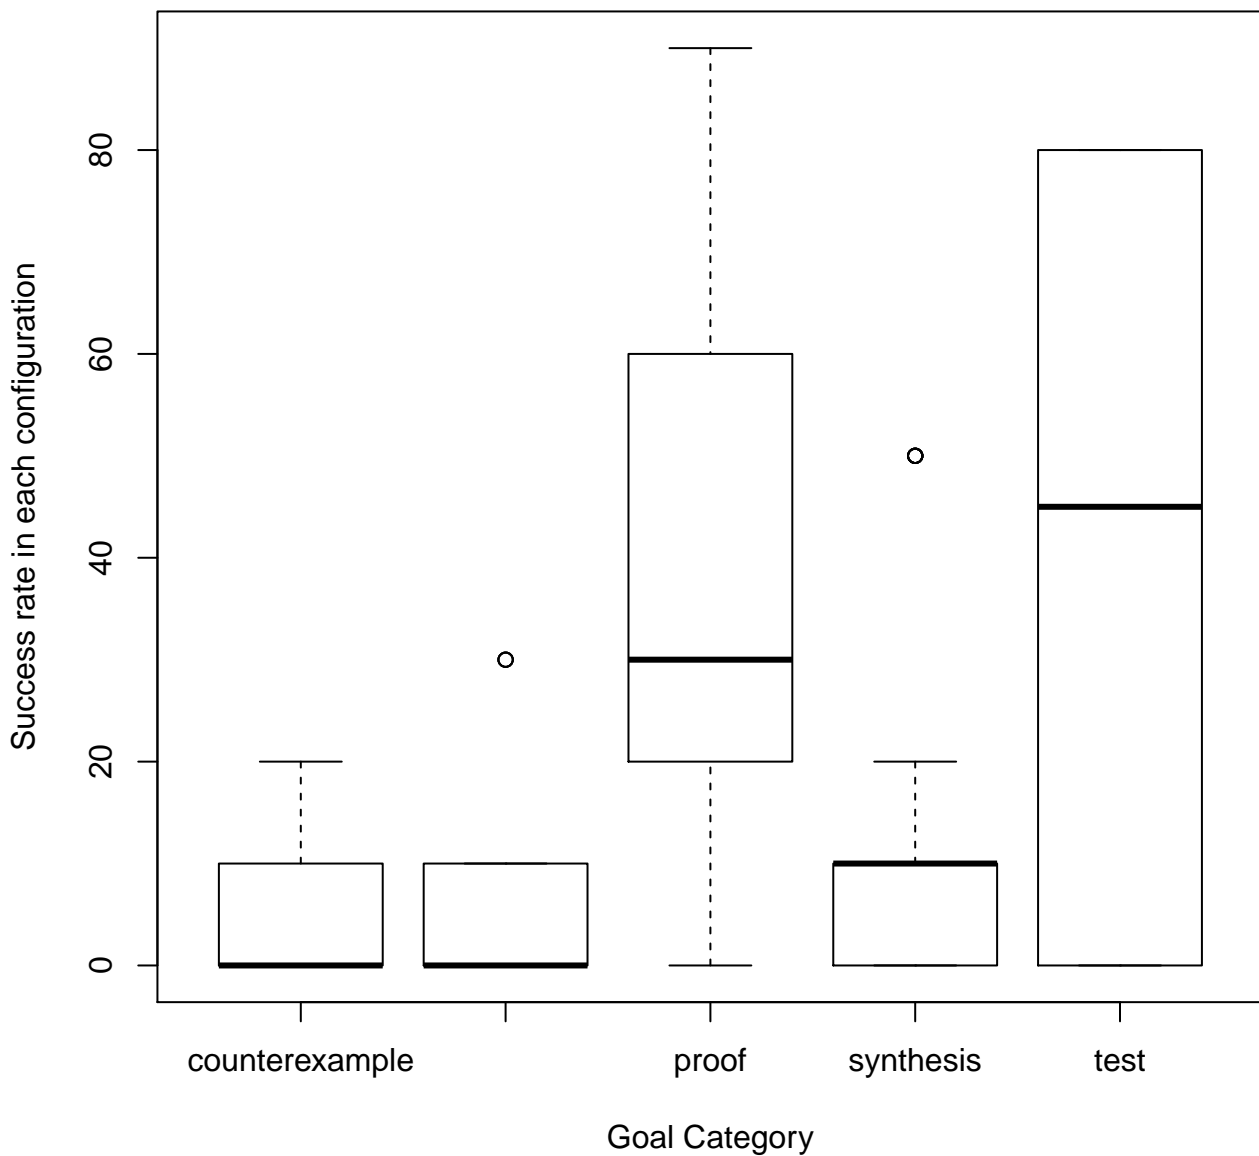 Success rate in each configuration
80
60
40
20
0
counterexample proof synthesis test
Goal Category